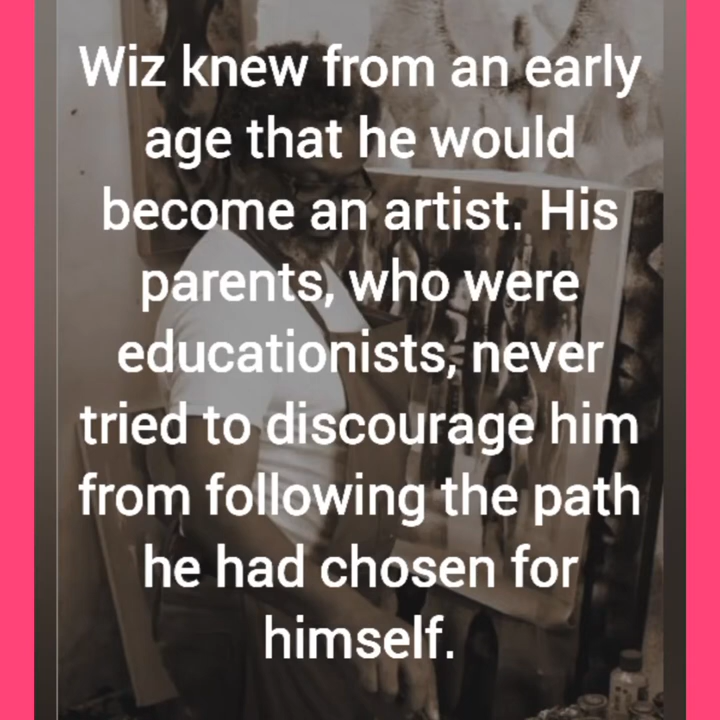 Wiz knew from an early
age that he would
become an artist. His
parents, who were
educationists, never
tried to discourage him
from following the path
he had chosen for
himself.